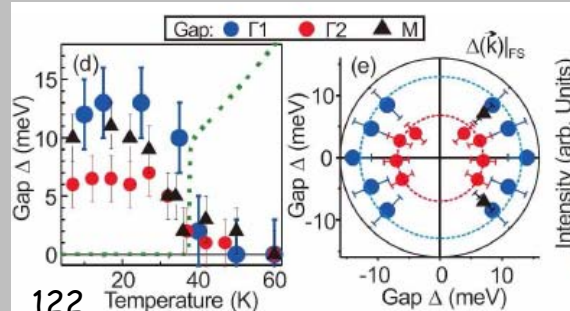 Gap: Γ1 Γ2 M
(d)
15
10
5
0
Gap Δ (meV)
0 20 40 60
122 Temperature (K)
(e)
Δ(k⃗)|FS
10
0
-10
Gap Δ (meV)
-10 0 10
Gap Δ (meV)
Intensity (arb. Units)